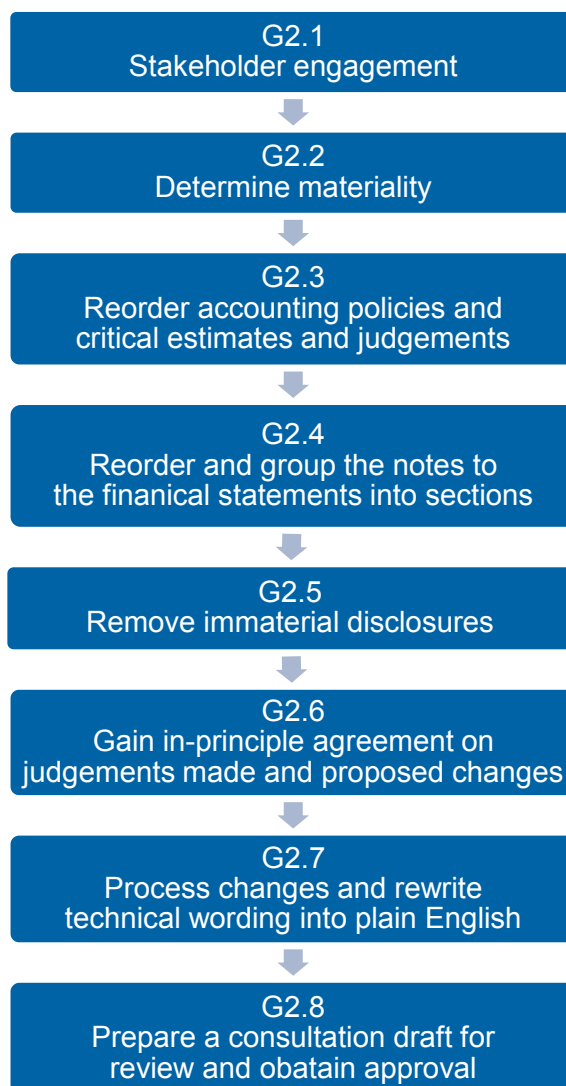 G2.1
Stakeholder engagement
G2.2
Determine materiality
G2.3
Reorder accounting policies and
critical estimates and judgements
G2.4
Reorder and group the notes to
the finanical statements into sections
G2.5
Remove immaterial disclosures
G2.6
Gain in-principle agreement on
judgements made and proposed changes
G2.7
Process changes and rewrite
technical wording into plain English
G2.8
Prepare a consultation draft for
review and obatain approval